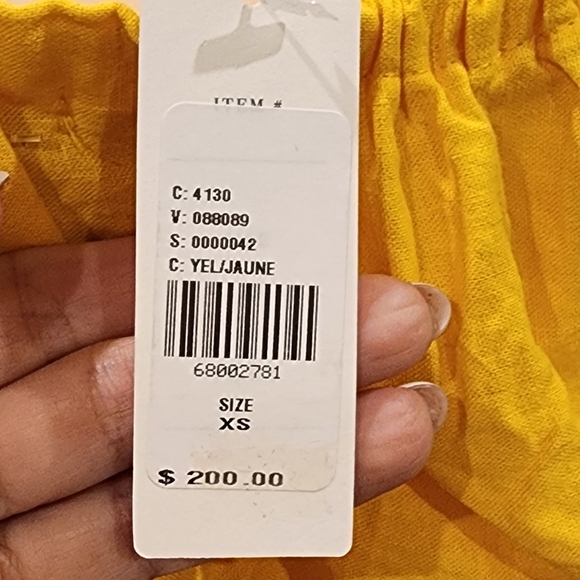 ITEM #
C: 4130
V: 088089
S: 0000042
C: YEL/JAUNE
68002781
SIZE
XS
$ 200.00